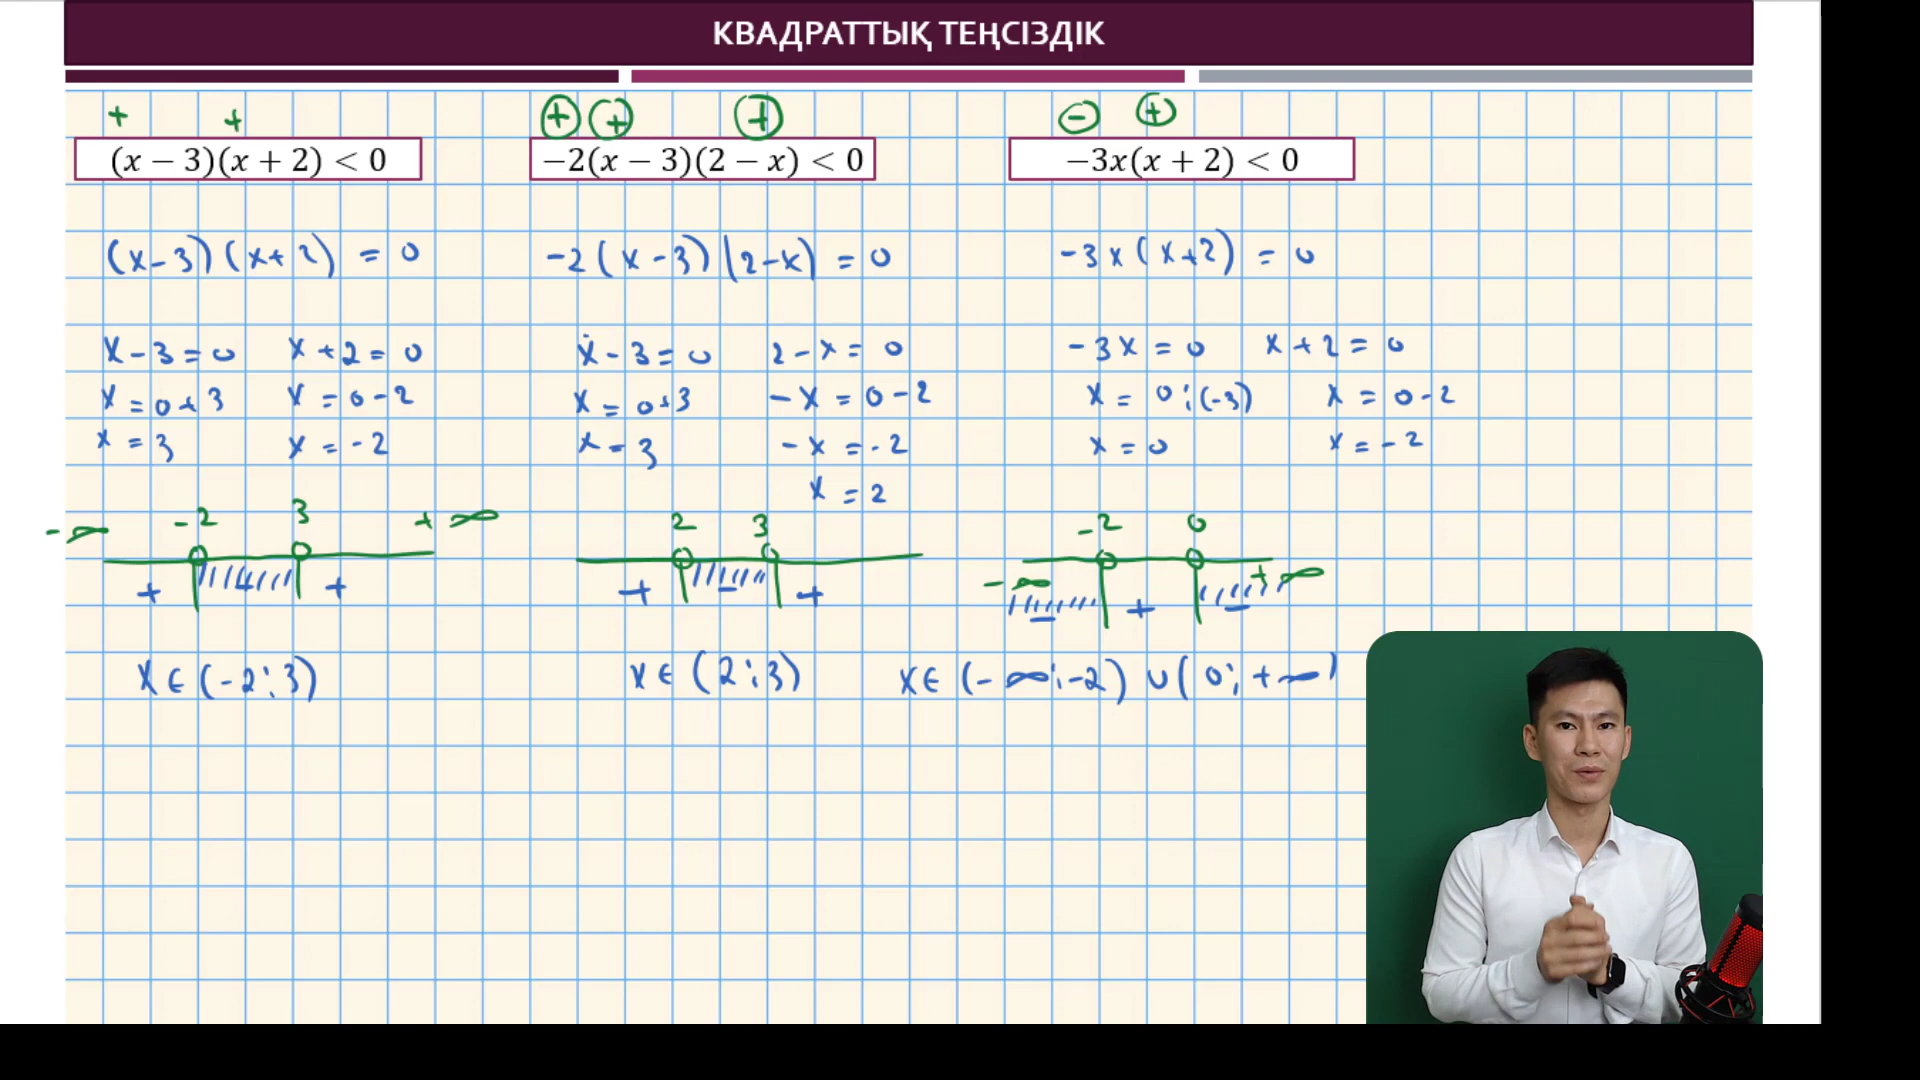 КВАДРАТТЫҚ ТЕҢСІЗДІК
+ +
(x − 3)(x + 2) < 0
(x-3)(x+2) = 0
x-3=0 x+2=0
x=0+3 x=0-2
x=3 x=-2
-∞ -2 3 +∞
+ - +
x∈(-2;3)
+ + +
−2(x − 3)(2 − x) < 0
-2(x-3)(2-x)=0
x-3=0 2-x=0
x=0+3 -x=0-2
x=3 -x=-2
x=2
2 3
+ - +
x∈(2;3)
- +
−3x(x + 2) < 0
-3x(x+2)=0
-3x=0 x+2=0
x=0:(-3) x=0-2
x=0 x=-2
-2 0
-∞ +∞
- + -
x∈(-∞;-2)∪(0;+∞)